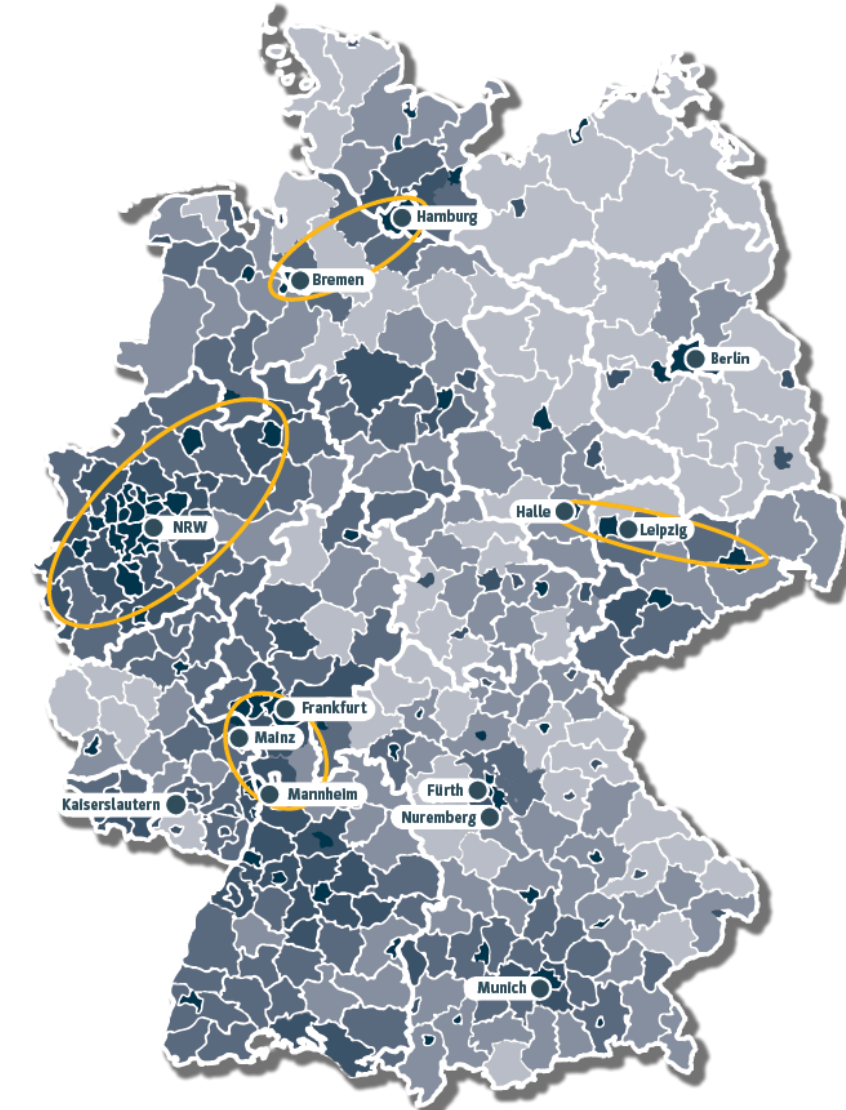 Hamburg
Bremen
Berlin
Halle
Leipzig
NRW
Frankfurt
Mainz
Mannheim
Kaiserslautern
Fürth
Nuremberg
Munich